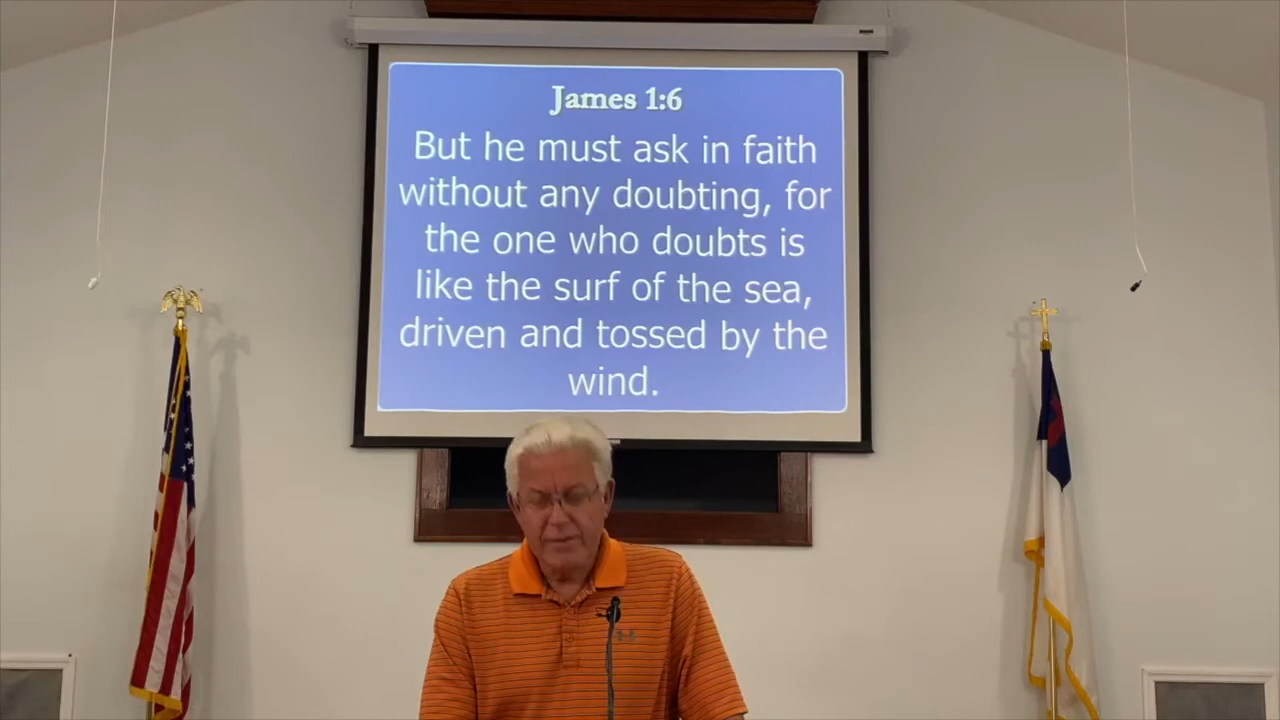 James 1:6
But he must ask in faith
without any doubting, for
the one who doubts is
like the surf of the sea,
driven and tossed by the
wind.